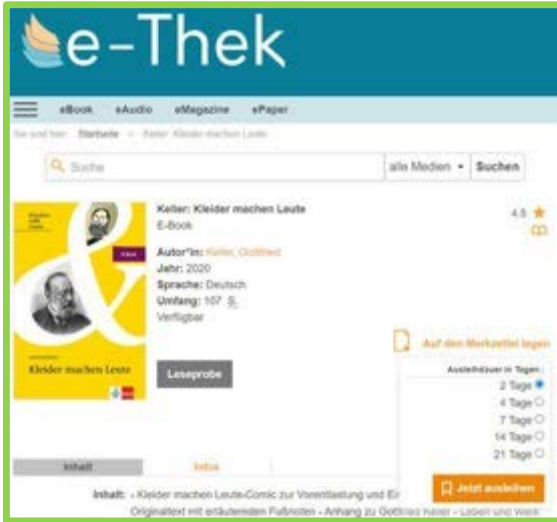 e-Thek
eBook eAudio eMagazine ePaper
Sie sind hier: Startseite > Keller: Kleider machen Leute
Suche alle Medien Suchen
Keller: Kleider machen Leute
E-Book
4.5
Autor*in: Keller, Gottfried
Jahr: 2020
Sprache: Deutsch
Umfang: 107 S.
Verfügbar
Kleider machen Leute
Klett
Leseprobe
Auf den Merkzettel legen
Ausleihdauer in Tagen:
2 Tage
4 Tage
7 Tage
14 Tage
21 Tage
Jetzt ausleihen
Inhalt Infos
Inhalt: - Kleider machen Leute-Comic zur Vorentlastung und
Originaltext mit erläuternden Fußnoten - Anhang zu Gottfried Keller - Leben und Werk